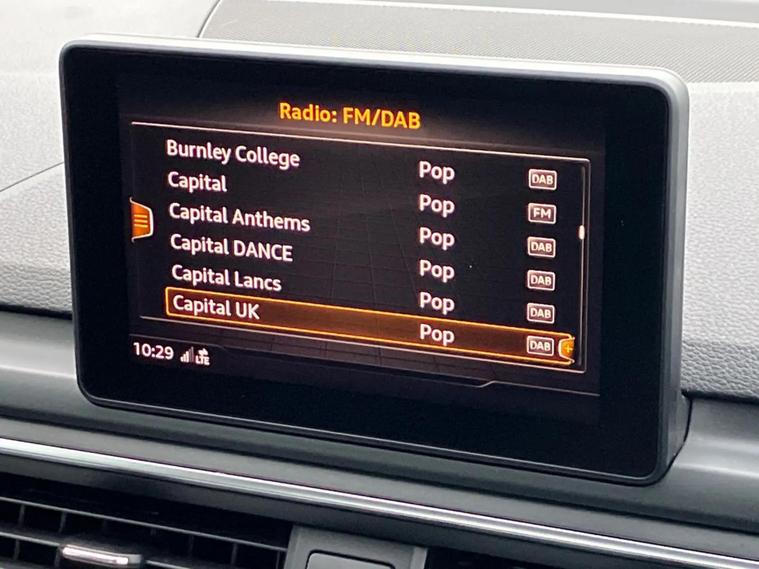 Radio: FM/DAB
Burnley College Pop DAB
Capital Pop FM
Capital Anthems Pop DAB
Capital DANCE Pop DAB
Capital Lancs Pop DAB
Capital UK Pop DAB +
10:29 LTE